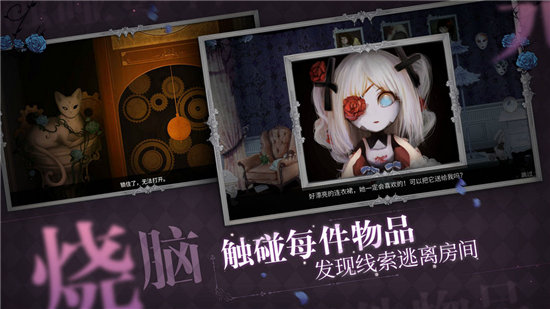 锁住了，无法打开。
好漂亮的连衣裙，她一定会喜欢的！可以把它送给我吗？
跳过
烧脑
触碰每件物品
发现线索逃离房间